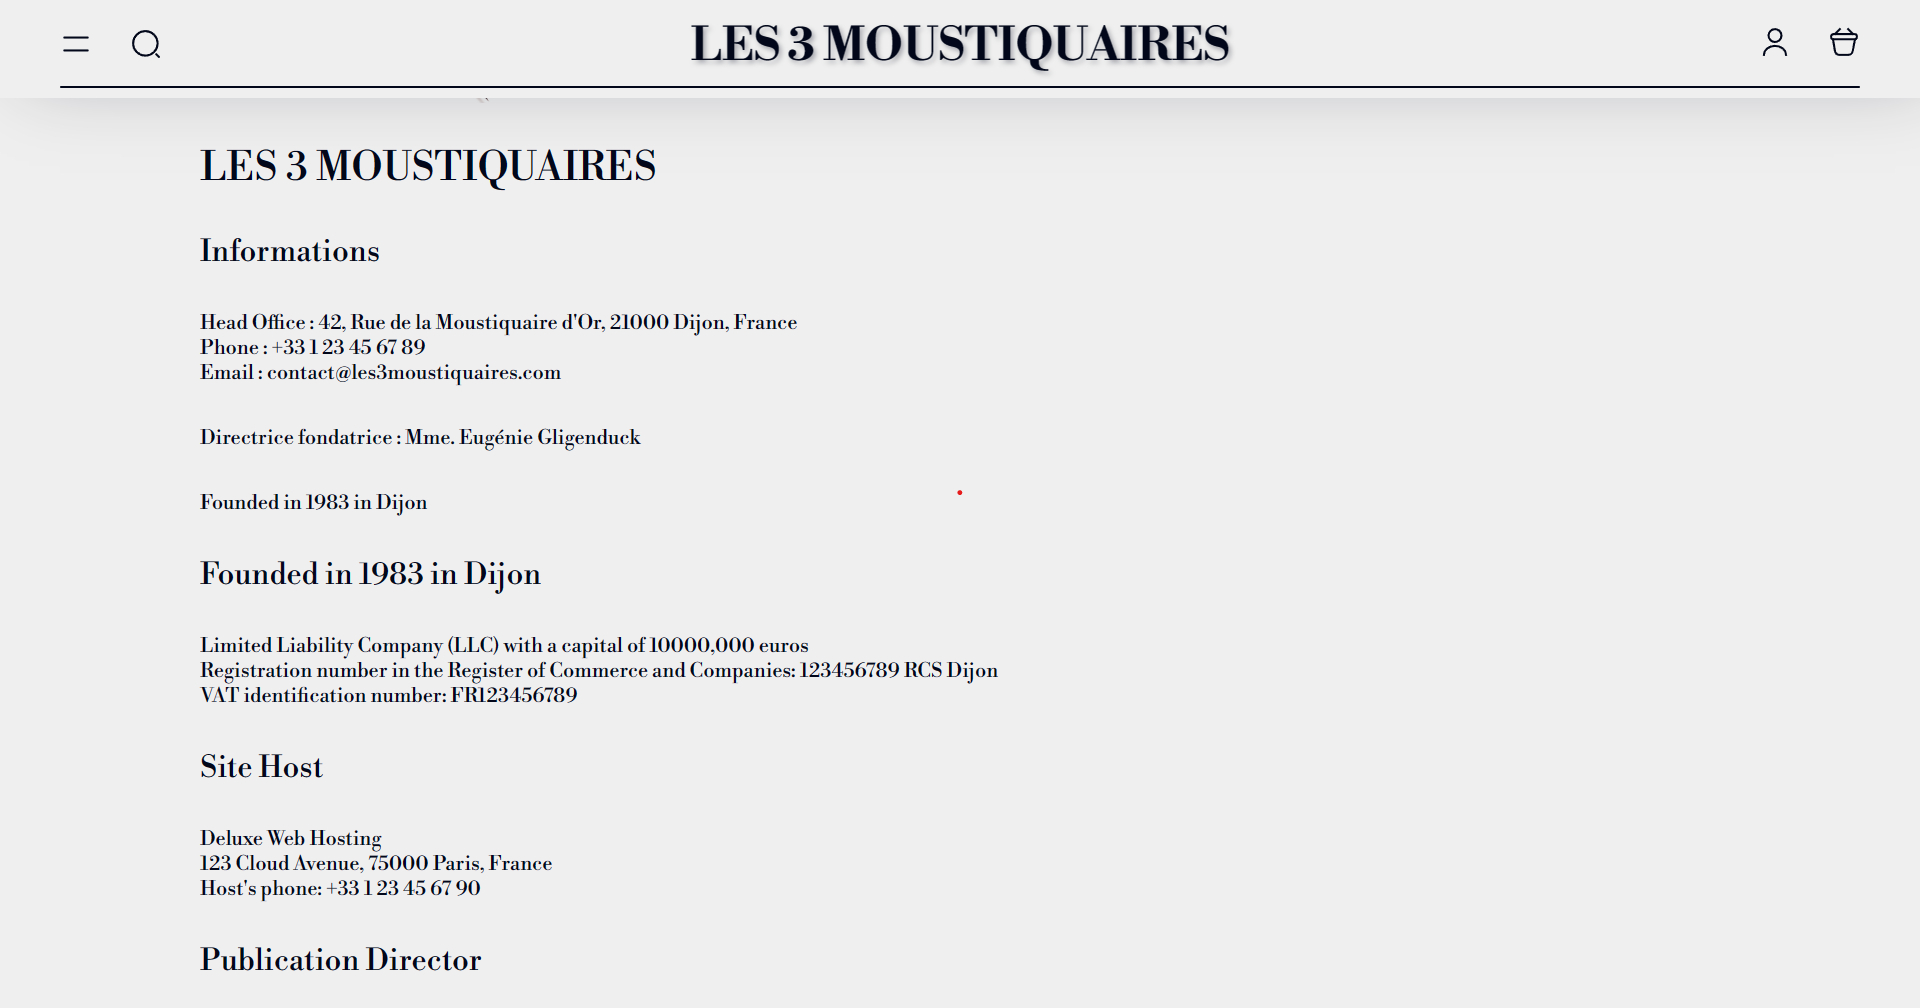 LES 3 MOUSTIQUAIRES
LES 3 MOUSTIQUAIRES
Informations
Head Office : 42, Rue de la Moustiquaire d'Or, 21000 Dijon, France
Phone : +33 1 23 45 67 89
Email : contact@les3moustiquaires.com
Directrice fondatrice : Mme. Eugénie Gligenduck
Founded in 1983 in Dijon
Founded in 1983 in Dijon
Limited Liability Company (LLC) with a capital of 10000,000 euros
Registration number in the Register of Commerce and Companies: 123456789 RCS Dijon
VAT identification number: FR123456789
Site Host
Deluxe Web Hosting
123 Cloud Avenue, 75000 Paris, France
Host's phone: +33 1 23 45 67 90
Publication Director